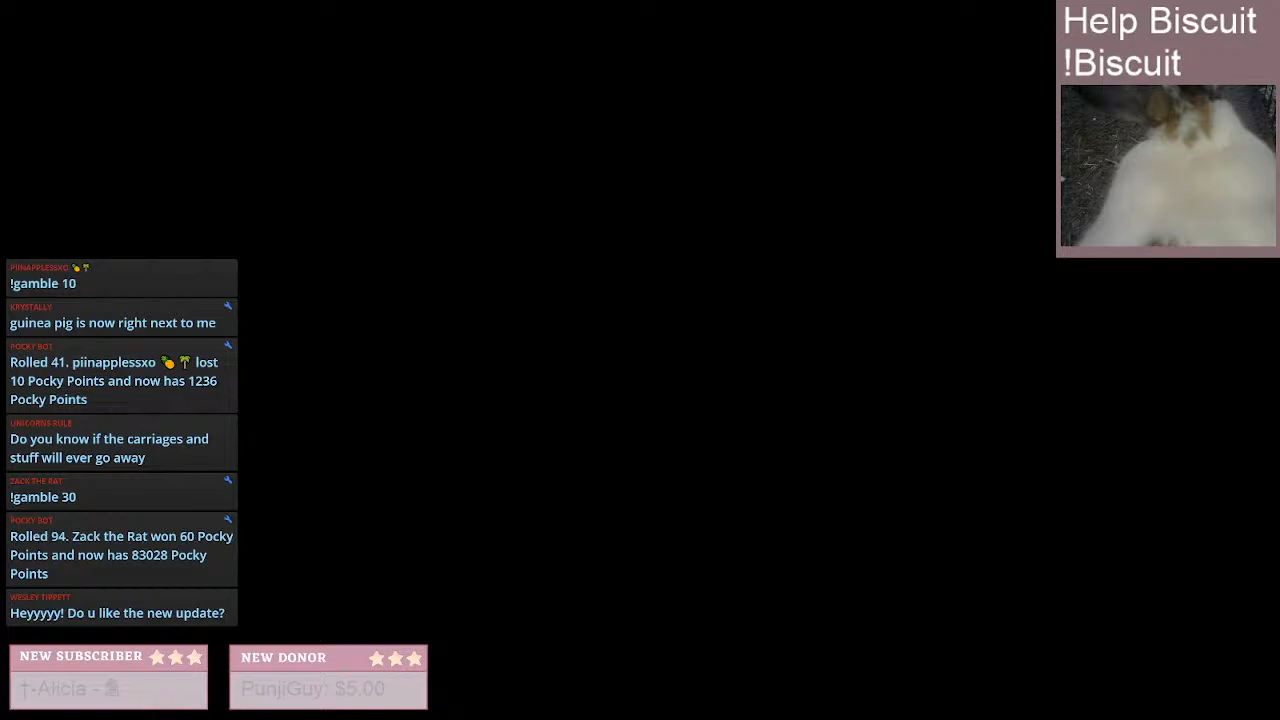 Help Biscuit
!Biscuit
PIINAPPLESSXO 🍍🌴
!gamble 10
KRYSTALLY
guinea pig is now right next to me
POCKY BOT
Rolled 41. piinapplessxo 🍍🌴 lost
10 Pocky Points and now has 1236
Pocky Points
UNICORNS RULE
Do you know if the carriages and
stuff will ever go away
ZACK THE RAT
!gamble 30
POCKY BOT
Rolled 94. Zack the Rat won 60 Pocky
Points and now has 83028 Pocky
Points
WESLEY TIPPETT
Heyyyyy! Do u like the new update?
NEW SUBSCRIBER
†-Alicia -
NEW DONOR
PunjiGuy: $5.00